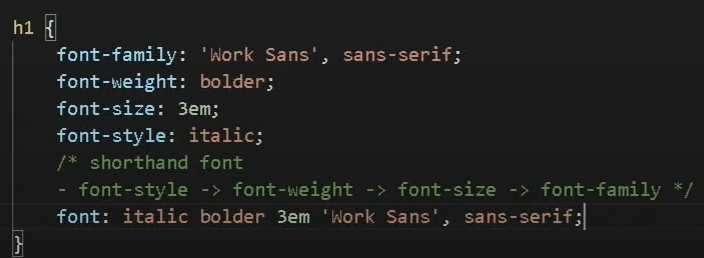 h1 {
font-family: 'Work Sans', sans-serif;
font-weight: bolder;
font-size: 3em;
font-style: italic;
/* shorthand font
- font-style -> font-weight -> font-size -> font-family */
font: italic bolder 3em 'Work Sans', sans-serif;
}